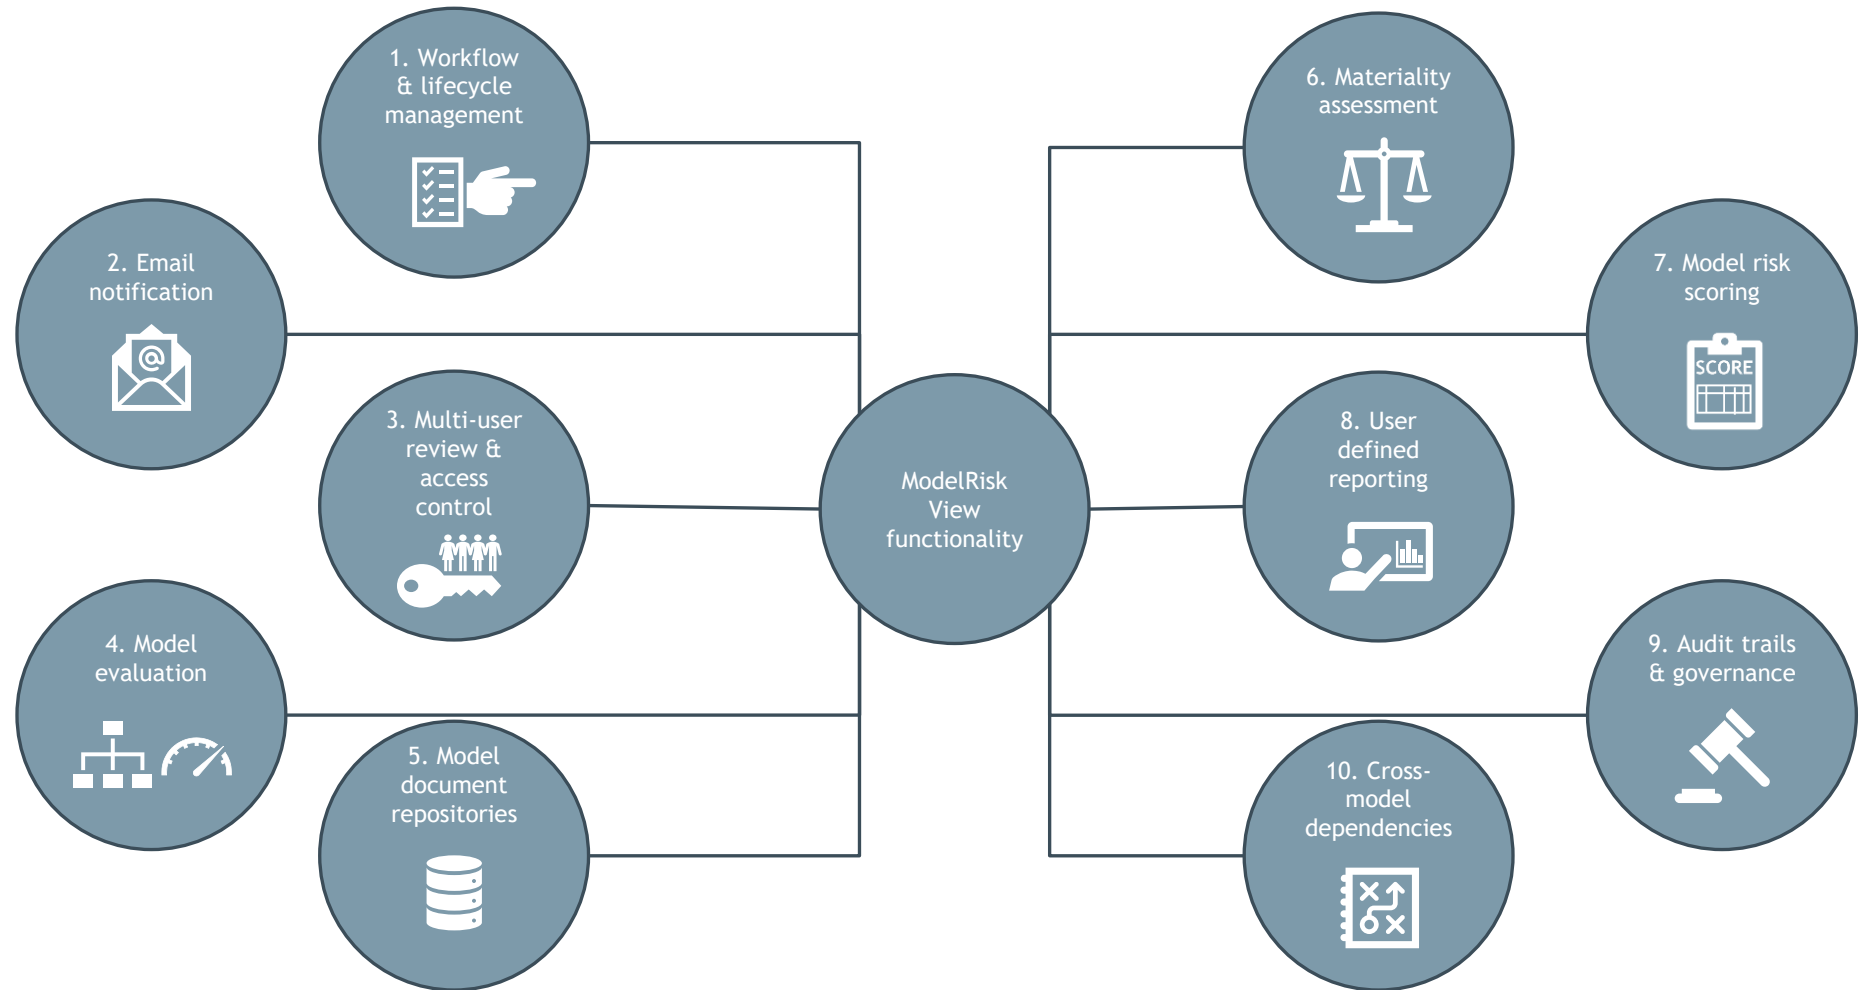 1. Workflow
& lifecycle
management
2. Email
notification
@
3. Multi-user
review &
access
control
4. Model
evaluation
5. Model
document
repositories
ModelRisk
View
functionality
6. Materiality
assessment
7. Model risk
scoring
SCORE
8. User
defined
reporting
9. Audit trails
& governance
10. Cross-
model
dependencies